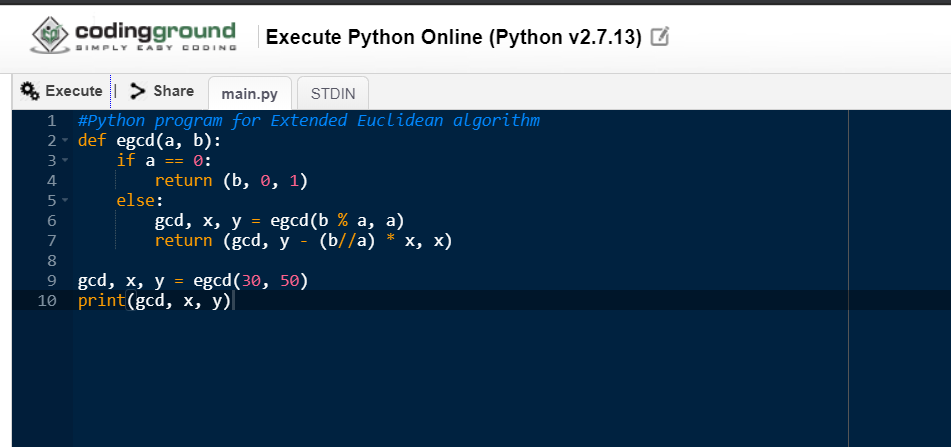 codingground
SIMPLY EASY CODING
Execute Python Online (Python v2.7.13)
Execute | Share main.py STDIN
1 #Python program for Extended Euclidean algorithm
2 def egcd(a, b):
3     if a == 0:
4         return (b, 0, 1)
5     else:
6         gcd, x, y = egcd(b % a, a)
7         return (gcd, y - (b//a) * x, x)
8
9 gcd, x, y = egcd(30, 50)
10 print(gcd, x, y)